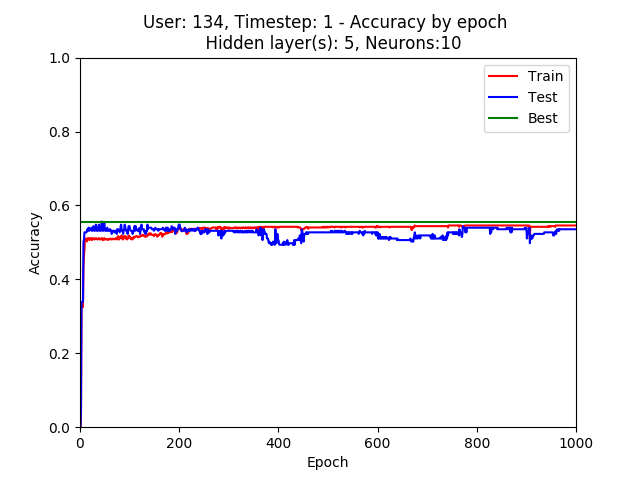 User: 134, Timestep: 1 - Accuracy by epoch
Hidden layer(s): 5, Neurons:10
1.0
Train
Test
Best
0.8
0.6
Accuracy
0.4
0.2
0.0
0 200 400 600 800 1000
Epoch